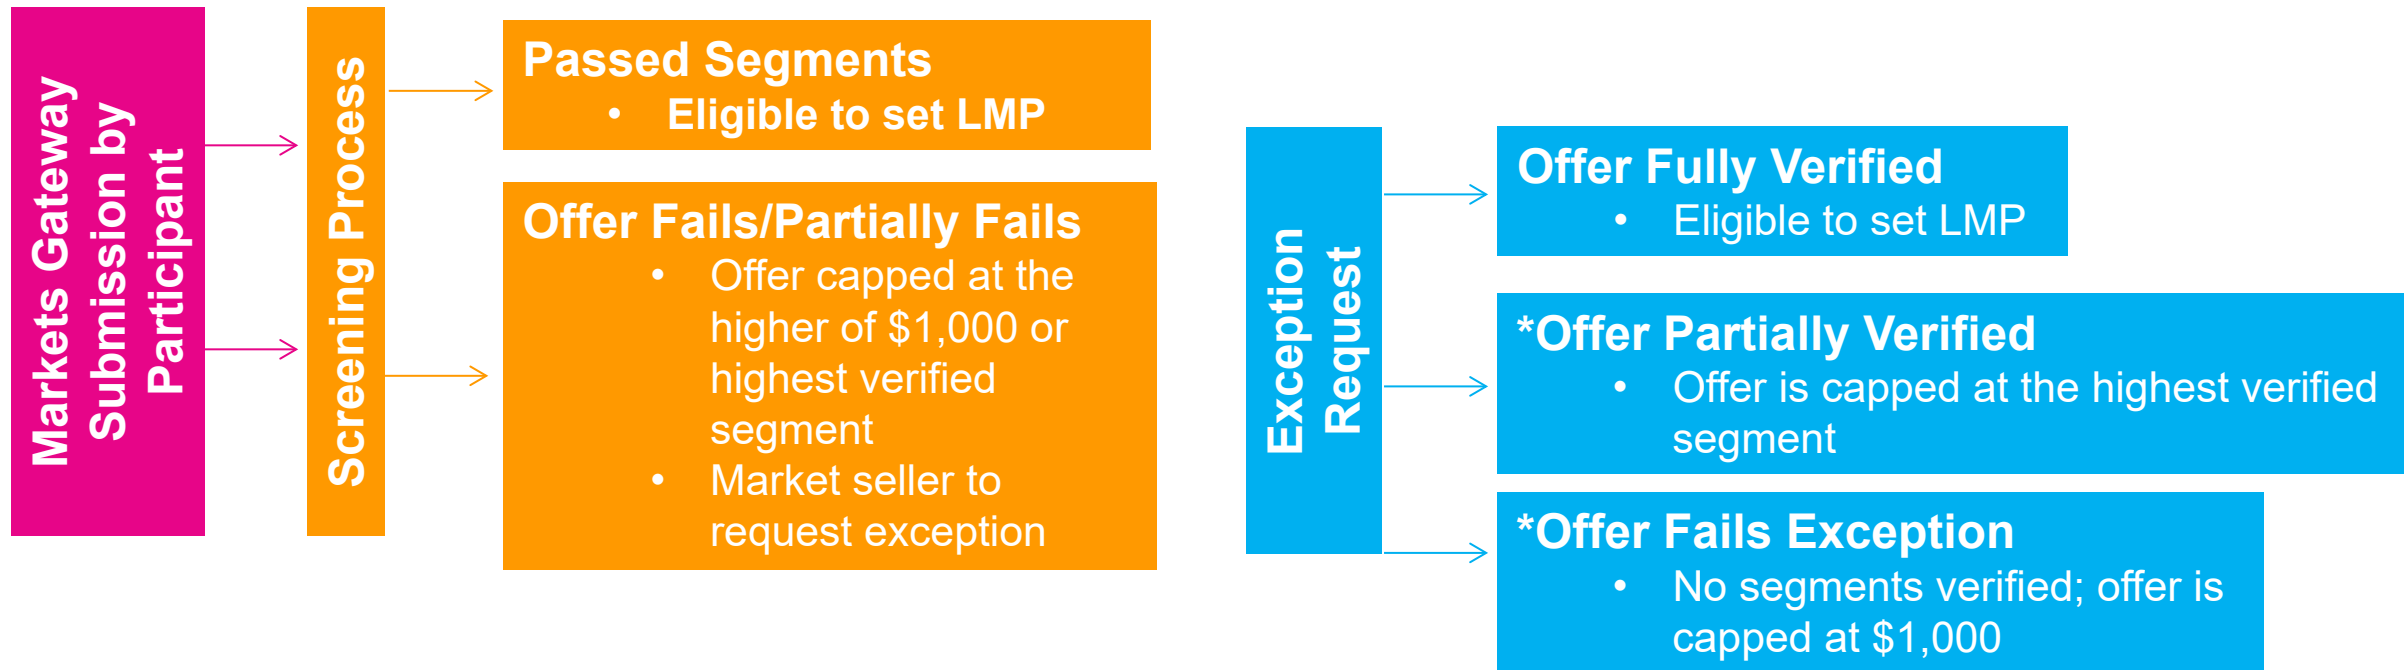 Markets Gateway
Submission by
Participant
Screening Process
Passed Segments
• Eligible to set LMP
Offer Fails/Partially Fails
• Offer capped at the
higher of $1,000 or
highest verified
segment
• Market seller to
request exception
Exception
Request
Offer Fully Verified
• Eligible to set LMP
*Offer Partially Verified
• Offer is capped at the highest verified
segment
*Offer Fails Exception
• No segments verified; offer is
capped at $1,000